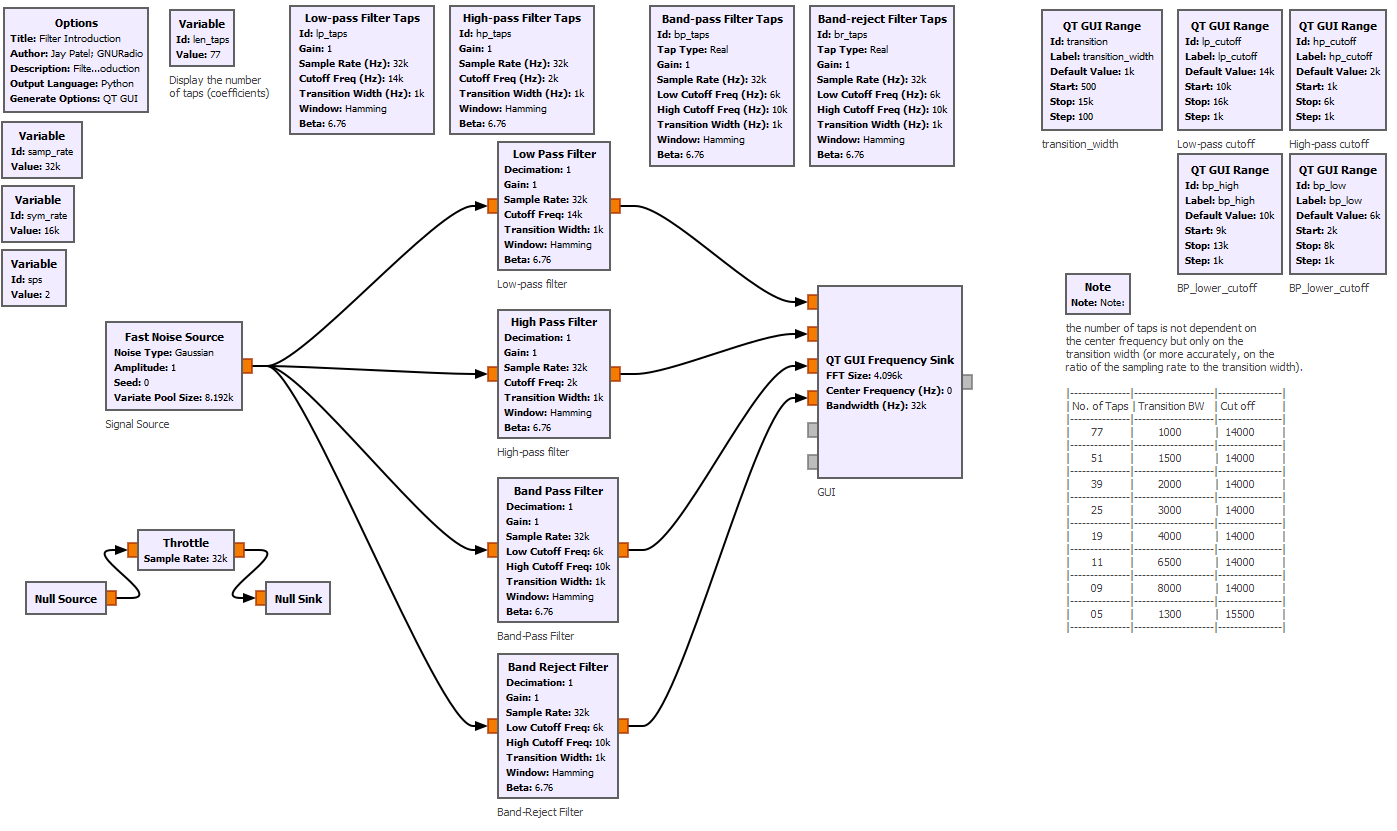 Options
Title: Filter Introduction
Author: Jay Patel; GNURadio
Description: Filte...oduction
Output Language: Python
Generate Options: QT GUI
Variable
Id: len_taps
Value: 77
Display the number
of taps (coefficients)
Variable
Id: samp_rate
Value: 32k
Variable
Id: sym_rate
Value: 16k
Variable
Id: sps
Value: 2
Low-pass Filter Taps
Id: lp_taps
Gain: 1
Sample Rate (Hz): 32k
Cutoff Freq (Hz): 14k
Transition Width (Hz): 1k
Window: Hamming
Beta: 6.76
High-pass Filter Taps
Id: hp_taps
Gain: 1
Sample Rate (Hz): 32k
Cutoff Freq (Hz): 2k
Transition Width (Hz): 1k
Window: Hamming
Beta: 6.76
Band-pass Filter Taps
Id: bp_taps
Tap Type: Real
Gain: 1
Sample Rate (Hz): 32k
Low Cutoff Freq (Hz): 6k
High Cutoff Freq (Hz): 10k
Transition Width (Hz): 1k
Window: Hamming
Beta: 6.76
Band-reject Filter Taps
Id: br_taps
Tap Type: Real
Gain: 1
Sample Rate (Hz): 32k
Low Cutoff Freq (Hz): 6k
High Cutoff Freq (Hz): 10k
Transition Width (Hz): 1k
Window: Hamming
Beta: 6.76
QT GUI Range
Id: transition
Label: transition_width
Default Value: 1k
Start: 500
Stop: 15k
Step: 100
transition_width
QT GUI Range
Id: lp_cutoff
Label: lp_cutoff
Default Value: 14k
Start: 10k
Stop: 16k
Step: 1k
Low-pass cutoff
QT GUI Range
Id: hp_cutoff
Label: hp_cutoff
Default Value: 2k
Start: 1k
Stop: 6k
Step: 1k
High-pass cutoff
QT GUI Range
Id: bp_high
Label: bp_high
Default Value: 10k
Start: 9k
Stop: 13k
Step: 1k
BP_lower_cutoff
QT GUI Range
Id: bp_low
Label: bp_low
Default Value: 6k
Start: 2k
Stop: 8k
Step: 1k
BP_lower_cutoff
Fast Noise Source
Noise Type: Gaussian
Amplitude: 1
Seed: 0
Variate Pool Size: 8.192k
Signal Source
Low Pass Filter
Decimation: 1
Gain: 1
Sample Rate: 32k
Cutoff Freq: 14k
Transition Width: 1k
Window: Hamming
Beta: 6.76
Low-pass filter
High Pass Filter
Decimation: 1
Gain: 1
Sample Rate: 32k
Cutoff Freq: 2k
Transition Width: 1k
Window: Hamming
Beta: 6.76
High-pass filter
Band Pass Filter
Decimation: 1
Gain: 1
Sample Rate: 32k
Low Cutoff Freq: 6k
High Cutoff Freq: 10k
Transition Width: 1k
Window: Hamming
Beta: 6.76
Band-Pass Filter
Band Reject Filter
Decimation: 1
Gain: 1
Sample Rate: 32k
Low Cutoff Freq: 6k
High Cutoff Freq: 10k
Transition Width: 1k
Window: Hamming
Beta: 6.76
Band-Reject Filter
QT GUI Frequency Sink
FFT Size: 4.096k
Center Frequency (Hz): 0
Bandwidth (Hz): 32k
GUI
Null Source
Throttle
Sample Rate: 32k
Null Sink
Note
Note: Note:
the number of taps is not dependent on
the center frequency but only on the
transition width (or more accurately, on the
ratio of the sampling rate to the transition width).
No. of Taps | Transition BW | Cut off
77 | 1000 | 14000
51 | 1500 | 14000
39 | 2000 | 14000
25 | 3000 | 14000
19 | 4000 | 14000
11 | 6500 | 14000
09 | 8000 | 14000
05 | 1300 | 15500